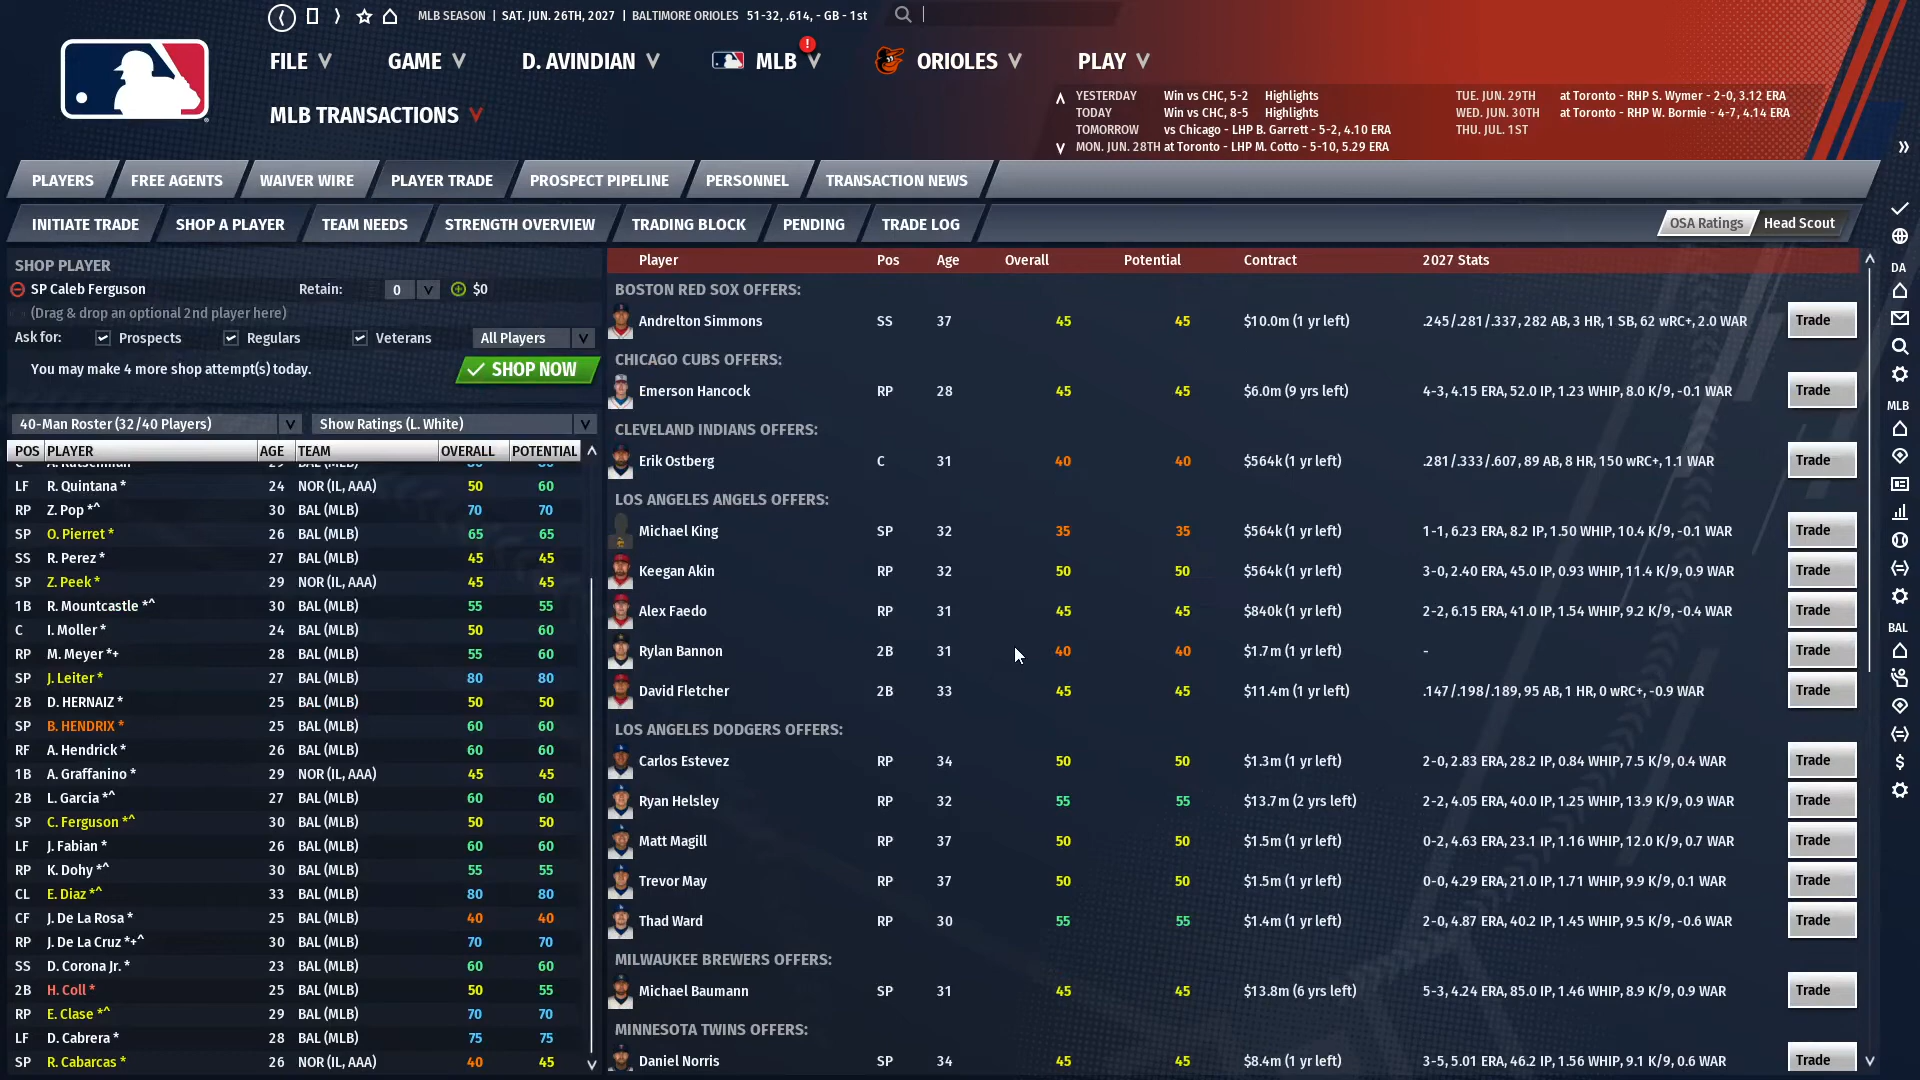 MLB SEASON | SAT. JUN. 26TH, 2027 | BALTIMORE ORIOLES 51-32, .614, - GB - 1st
FILE GAME D. AVINDIAN MLB ! ORIOLES PLAY
MLB TRANSACTIONS
YESTERDAY Win vs CHC, 5-2 Highlights
TODAY Win vs CHC, 8-5 Highlights
TOMORROW vs Chicago - LHP B. Garrett - 5-2, 4.10 ERA
MON. JUN. 28TH at Toronto - LHP M. Cotto - 5-10, 5.29 ERA
TUE. JUN. 29TH at Toronto - RHP S. Wymer - 2-0, 3.12 ERA
WED. JUN. 30TH at Toronto - RHP W. Bormie - 4-7, 4.14 ERA
THU. JUL. 1ST
PLAYERS FREE AGENTS WAIVER WIRE PLAYER TRADE PROSPECT PIPELINE PERSONNEL TRANSACTION NEWS
INITIATE TRADE SHOP A PLAYER TEAM NEEDS STRENGTH OVERVIEW TRADING BLOCK PENDING TRADE LOG
OSA Ratings Head Scout
SHOP PLAYER
SP Caleb Ferguson Retain: 0 $0
(Drag & drop an optional 2nd player here)
Ask for: Prospects Regulars Veterans All Players
You may make 4 more shop attempt(s) today. SHOP NOW
40-Man Roster (32/40 Players) Show Ratings (L. White)
POS PLAYER AGE TEAM OVERALL POTENTIAL
LF R. Quintana * 24 NOR (IL, AAA) 50 60
RP Z. Pop *^ 30 BAL (MLB) 70 70
SP O. Pierret * 26 BAL (MLB) 65 65
SS R. Perez * 27 BAL (MLB) 45 45
SP Z. Peek * 29 NOR (IL, AAA) 45 45
1B R. Mountcastle *^ 30 BAL (MLB) 55 55
C I. Moller * 24 BAL (MLB) 50 60
RP M. Meyer *+ 28 BAL (MLB) 55 60
SP J. Leiter * 27 BAL (MLB) 80 80
2B D. HERNAIZ * 25 BAL (MLB) 50 50
SP B. HENDRIX * 25 BAL (MLB) 60 60
RF A. Hendrick * 26 BAL (MLB) 60 60
1B A. Graffanino * 29 NOR (IL, AAA) 45 45
2B L. Garcia *^ 27 BAL (MLB) 60 60
SP C. Ferguson *^ 30 BAL (MLB) 50 50
LF J. Fabian * 26 BAL (MLB) 60 60
RP K. Dohy *^ 30 BAL (MLB) 55 55
CL E. Diaz *^ 33 BAL (MLB) 80 80
CF J. De La Rosa * 25 BAL (MLB) 40 40
RP J. De La Cruz *+^ 30 BAL (MLB) 70 70
SS D. Corona Jr. * 23 BAL (MLB) 60 60
2B H. Coll * 25 BAL (MLB) 50 55
RP E. Clase *^ 29 BAL (MLB) 70 70
LF D. Cabrera * 28 BAL (MLB) 75 75
SP R. Cabarcas * 26 NOR (IL, AAA) 40 45
Player Pos Age Overall Potential Contract 2027 Stats
BOSTON RED SOX OFFERS:
Andrelton Simmons SS 37 45 45 $10.0m (1 yr left) .245/.281/.337, 282 AB, 3 HR, 1 SB, 62 wRC+, 2.0 WAR Trade
CHICAGO CUBS OFFERS:
Emerson Hancock RP 28 45 45 $6.0m (9 yrs left) 4-3, 4.15 ERA, 52.0 IP, 1.23 WHIP, 8.0 K/9, -0.1 WAR Trade
CLEVELAND INDIANS OFFERS:
Erik Ostberg C 31 40 40 $564k (1 yr left) .281/.333/.607, 89 AB, 8 HR, 150 wRC+, 1.1 WAR Trade
LOS ANGELES ANGELS OFFERS:
Michael King SP 32 35 35 $564k (1 yr left) 1-1, 6.23 ERA, 8.2 IP, 1.50 WHIP, 10.4 K/9, -0.1 WAR Trade
Keegan Akin RP 32 50 50 $564k (1 yr left) 3-0, 2.40 ERA, 45.0 IP, 0.93 WHIP, 11.4 K/9, 0.9 WAR Trade
Alex Faedo RP 31 45 45 $840k (1 yr left) 2-2, 6.15 ERA, 41.0 IP, 1.54 WHIP, 9.2 K/9, -0.4 WAR Trade
Rylan Bannon 2B 31 40 40 $1.7m (1 yr left) - Trade
David Fletcher 2B 33 45 45 $11.4m (1 yr left) .147/.198/.189, 95 AB, 1 HR, 0 wRC+, -0.9 WAR Trade
LOS ANGELES DODGERS OFFERS:
Carlos Estevez RP 34 50 50 $1.3m (1 yr left) 2-0, 2.83 ERA, 28.2 IP, 0.84 WHIP, 7.5 K/9, 0.4 WAR Trade
Ryan Helsley RP 32 55 55 $13.7m (2 yrs left) 2-2, 4.05 ERA, 40.0 IP, 1.25 WHIP, 13.9 K/9, 0.9 WAR Trade
Matt Magill RP 37 50 50 $1.5m (1 yr left) 0-2, 4.63 ERA, 23.1 IP, 1.16 WHIP, 12.0 K/9, 0.7 WAR Trade
Trevor May RP 37 50 50 $1.5m (1 yr left) 0-0, 4.29 ERA, 21.0 IP, 1.71 WHIP, 9.9 K/9, 0.1 WAR Trade
Thad Ward RP 30 55 55 $1.4m (1 yr left) 2-0, 4.87 ERA, 40.2 IP, 1.45 WHIP, 9.5 K/9, -0.6 WAR Trade
MILWAUKEE BREWERS OFFERS:
Michael Baumann SP 31 45 45 $13.8m (6 yrs left) 5-3, 4.24 ERA, 85.0 IP, 1.46 WHIP, 8.9 K/9, 0.9 WAR Trade
MINNESOTA TWINS OFFERS:
Daniel Norris SP 34 45 45 $8.4m (1 yr left) 3-5, 5.01 ERA, 46.2 IP, 1.56 WHIP, 9.1 K/9, 0.6 WAR Trade
DA
MLB
BAL